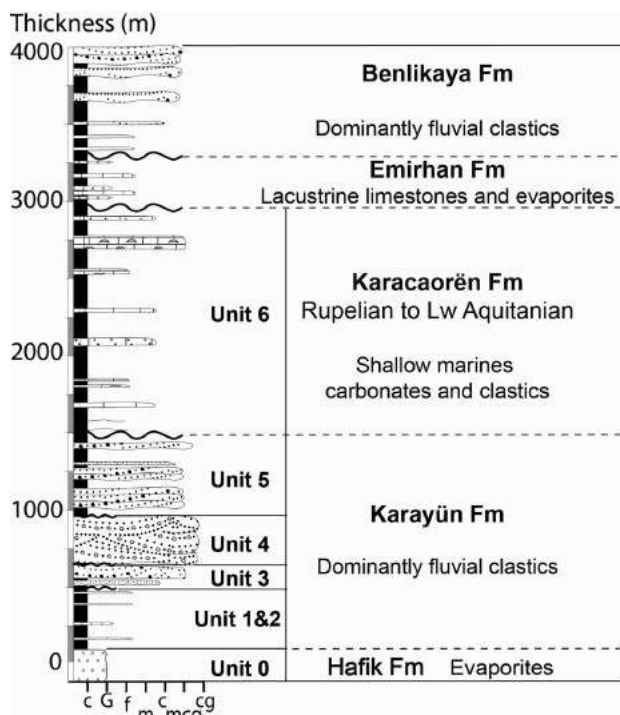 Thickness (m)
4000
Benlikaya Fm
Dominantly fluvial clastics
Emirhan Fm
Lacustrine limestones and evaporites
3000
Karacaorën Fm
Rupelian to Lw Aquitanian
Unit 6
2000
Shallow marines
carbonates and clastics
Unit 5
1000
Karayün Fm
Unit 4
Dominantly fluvial clastics
Unit 3
Unit 1&2
0
Unit 0
Hafik Fm Evaporites
c G f m c mcg cg